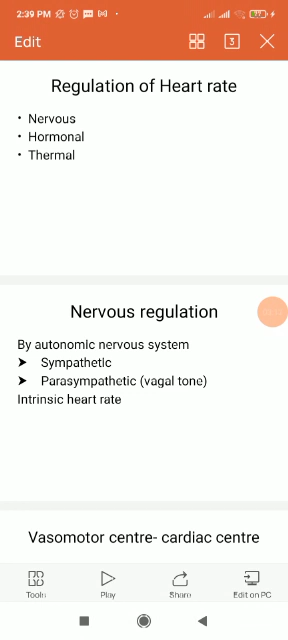 2:39 PM
Edit
3
Regulation of Heart rate
• Nervous
• Hormonal
• Thermal
Nervous regulation
By autonomic nervous system
➤ Sympathetic
➤ Parasympathetic (vagal tone)
Intrinsic heart rate
Vasomotor centre- cardiac centre
Tools
Play
Share
Edit on PC